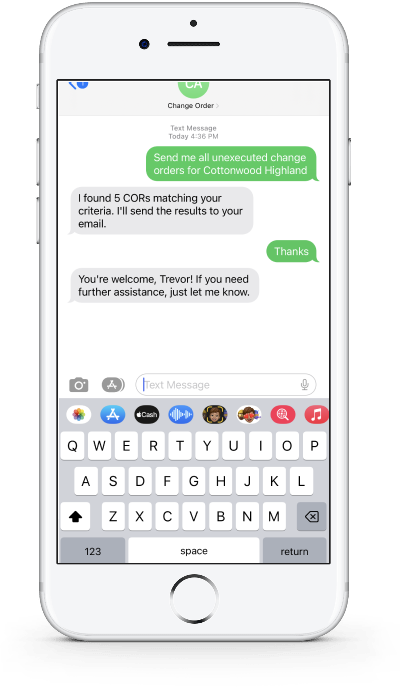 1
CA
Change Order
Text Message
Today 4:36 PM
Send me all unexecuted change
orders for Cottonwood Highland
I found 5 CORs matching your
criteria. I'll send the results to your
email.
Thanks
You're welcome, Trevor! If you need
further assistance, just let me know.
Text Message
Cash
Q W E R T Y U I O P
A S D F G H J K L
Z X C V B N M
123 space return